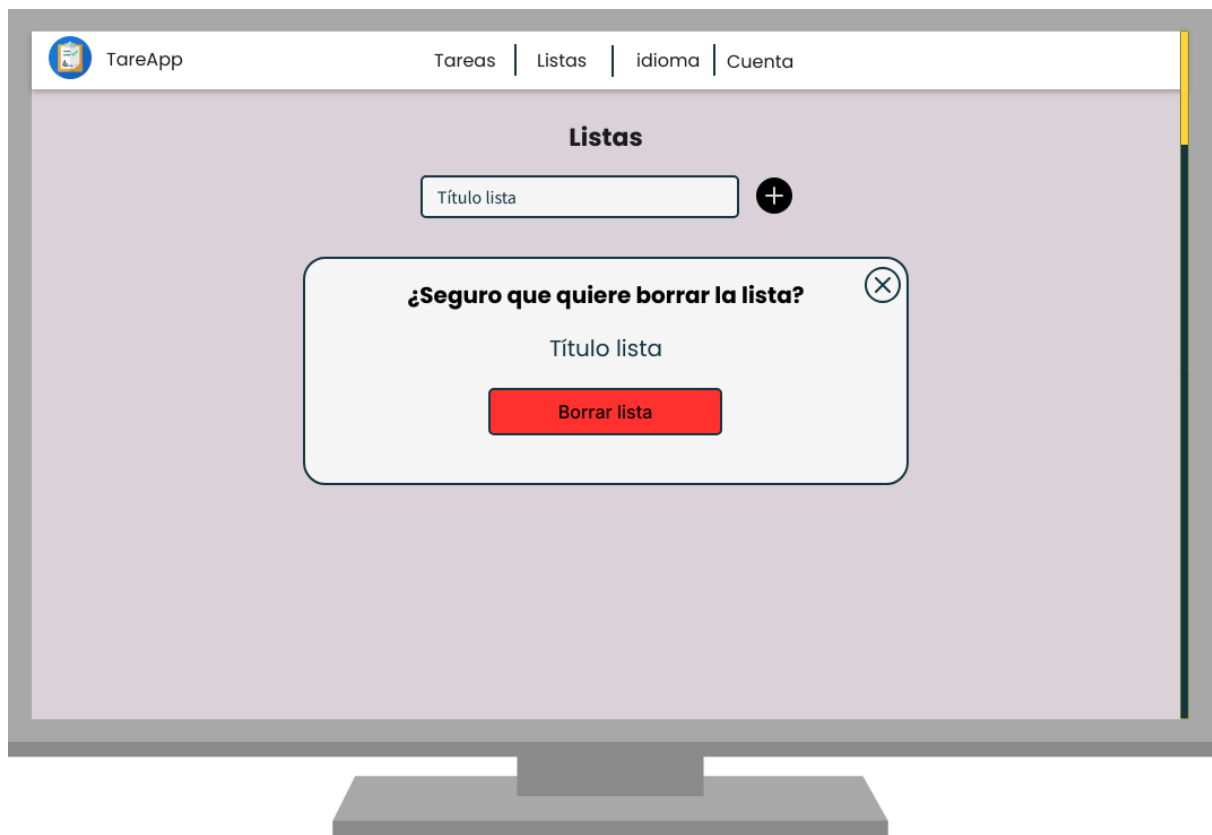 TareApp
Tareas
Listas
idioma
Cuenta
Listas
Título lista
¿Seguro que quiere borrar la lista?
Título lista
Borrar lista